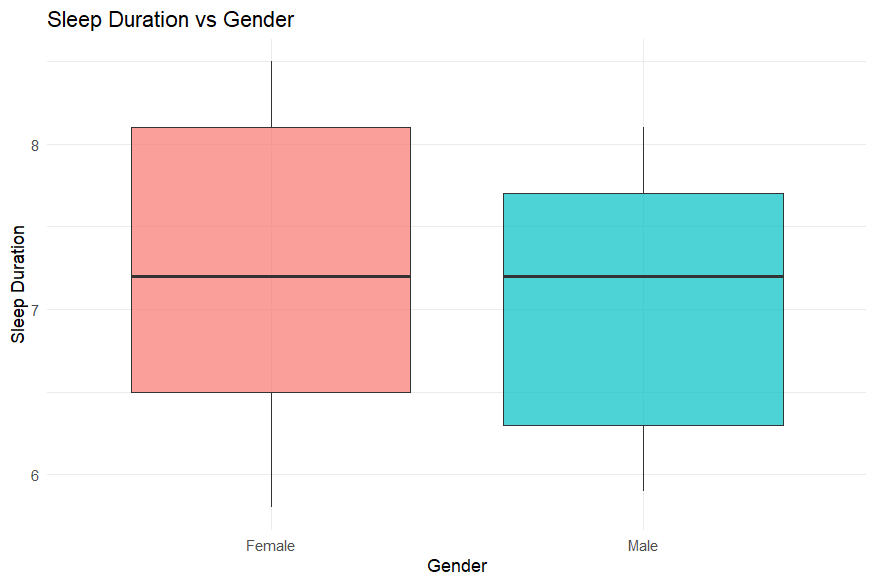 Sleep Duration vs Gender
Sleep Duration
8
7
6
Female Male
Gender